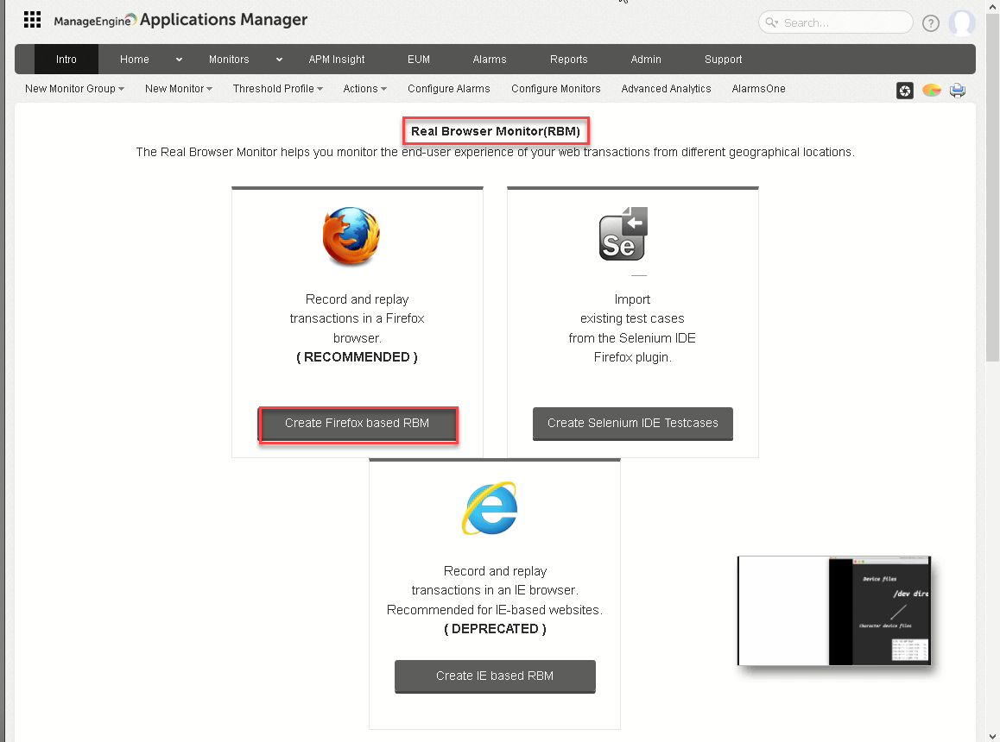 ManageEngine Applications Manager
Search...
?
Intro Home Monitors APM Insight EUM Alarms Reports Admin Support
New Monitor Group New Monitor Threshold Profile Actions Configure Alarms Configure Monitors Advanced Analytics AlarmsOne
Real Browser Monitor(RBM)
The Real Browser Monitor helps you monitor the end-user experience of your web transactions from different geographical locations.
Record and replay
transactions in a Firefox
browser.
( RECOMMENDED )
Create Firefox based RBM
Se
Import
existing test cases
from the Selenium IDE
Firefox plugin.
Create Selenium IDE Testcases
Record and replay
transactions in an IE browser.
Recommended for IE-based websites.
( DEPRECATED )
Create IE based RBM
Device files
/dev dire
Character device files